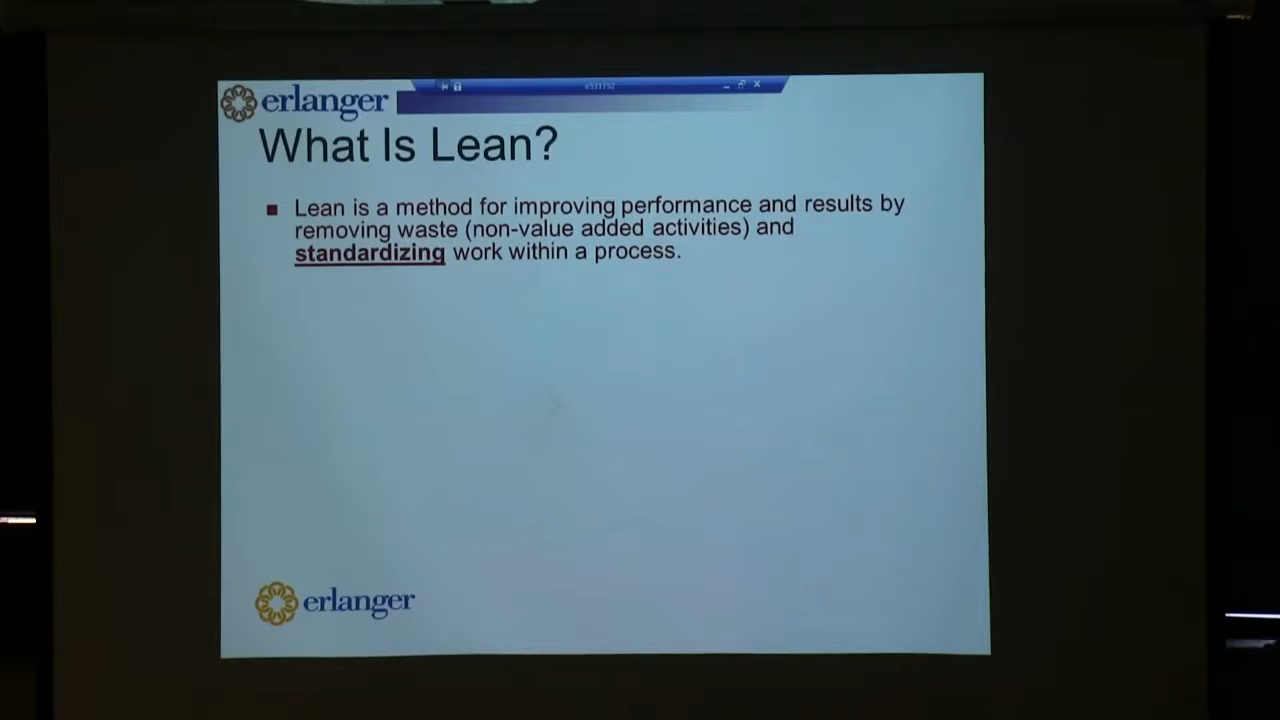 erlanger
What Is Lean?
Lean is a method for improving performance and results by
removing waste (non-value added activities) and
standardizing work within a process.
erlanger